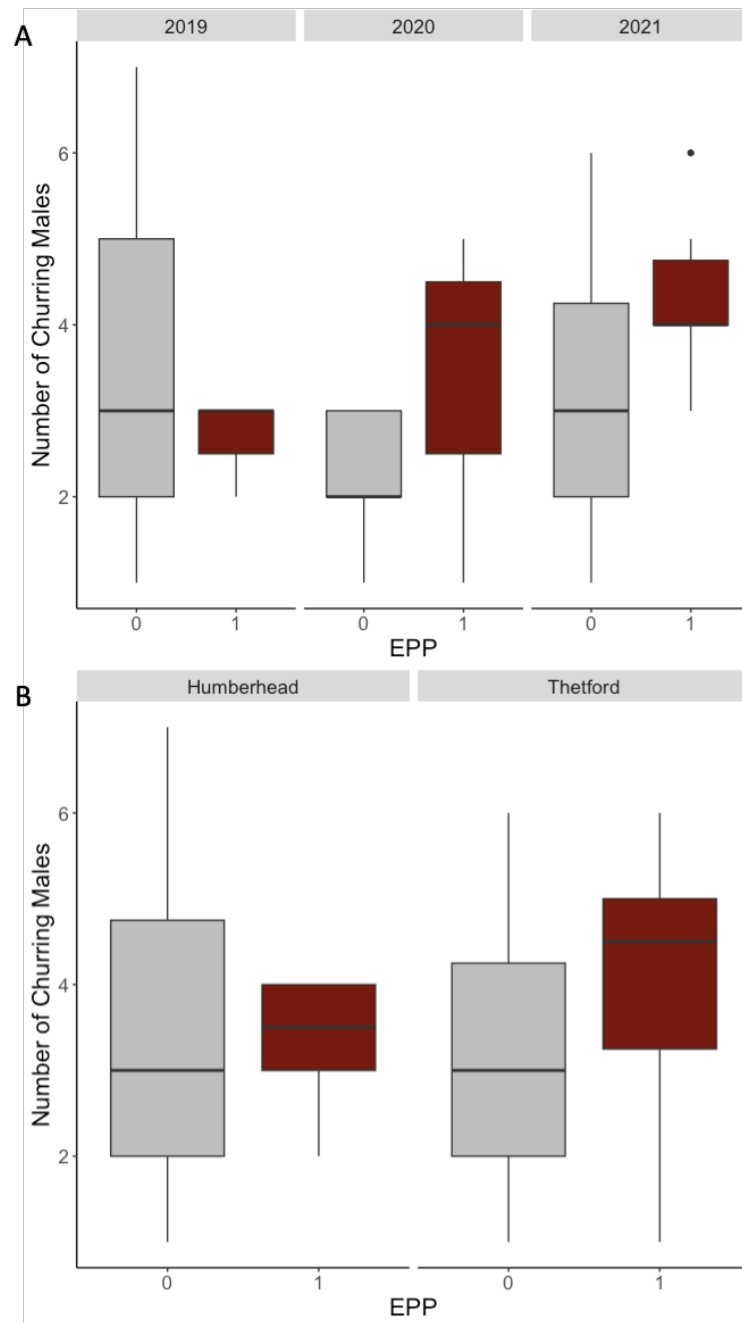 A
2019 2020 2021
Number of Churring Males
6
4
2
0 1 0 1 0 1
EPP
B
Humberhead Thetford
Number of Churring Males
6
4
2
0 1 0 1
EPP